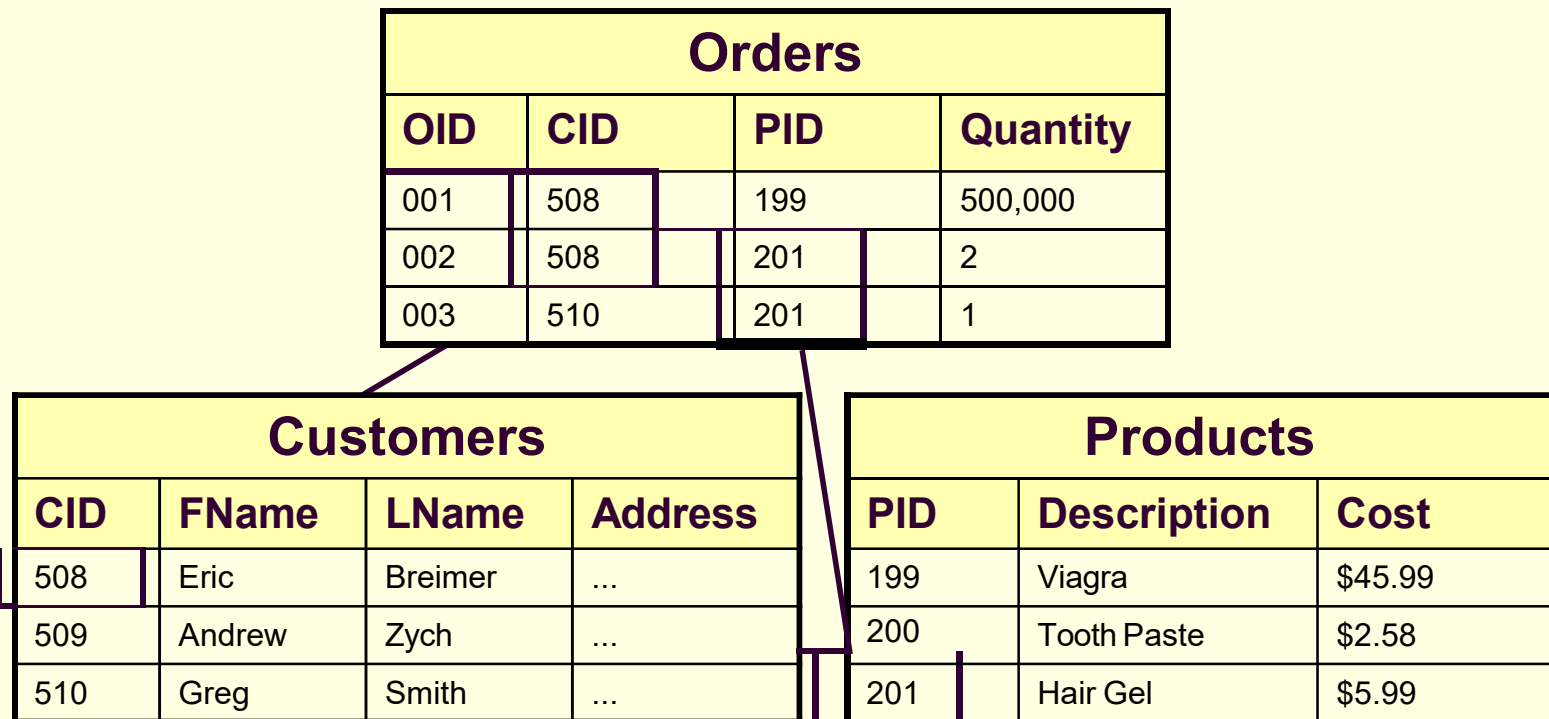 Orders
OID CID PID Quantity
001 508 199 500,000
002 508 201 2
003 510 201 1
Customers
CID FName LName Address
508 Eric Breimer ...
509 Andrew Zych ...
510 Greg Smith ...
Products
PID Description Cost
199 Viagra $45.99
200 Tooth Paste $2.58
201 Hair Gel $5.99